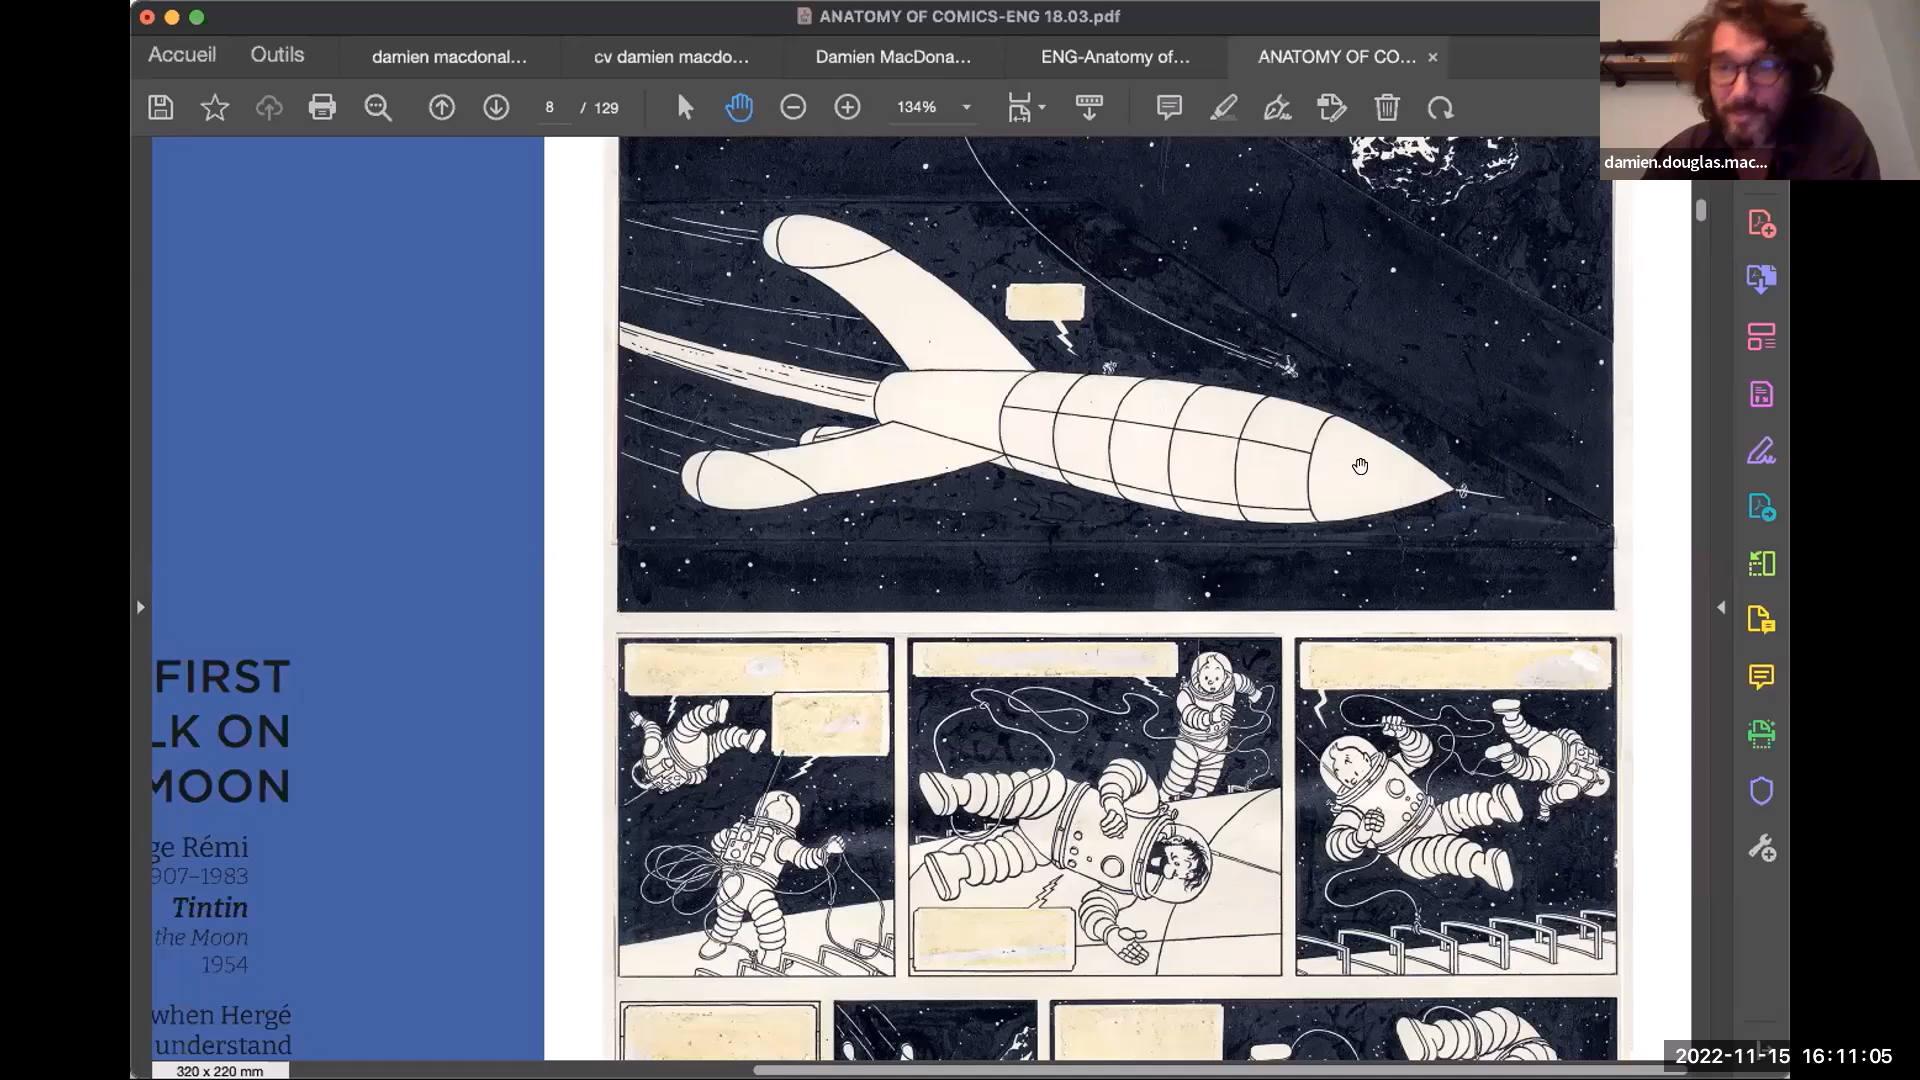 ANATOMY OF COMICS-ENG 18.03.pdf
Accueil Outils damien macdonal... cv damien macdo... Damien MacDona... ENG-Anatomy of... ANATOMY OF CO... ×
8 / 129 134%
damien.douglas.mac...
FIRST
LK ON
MOON
ge Rémi
907–1983
Tintin
the Moon
1954
when Hergé
understand
320 x 220 mm
2022-11-15 16:11:05